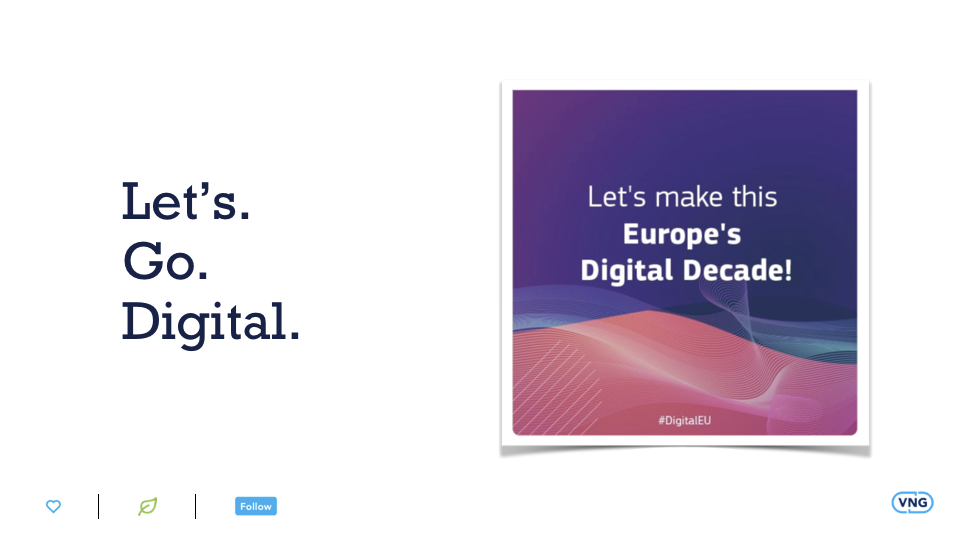 Let’s.
Go.
Digital.
Let's make this
Europe's
Digital Decade!
#DigitalEU
Follow
VNG